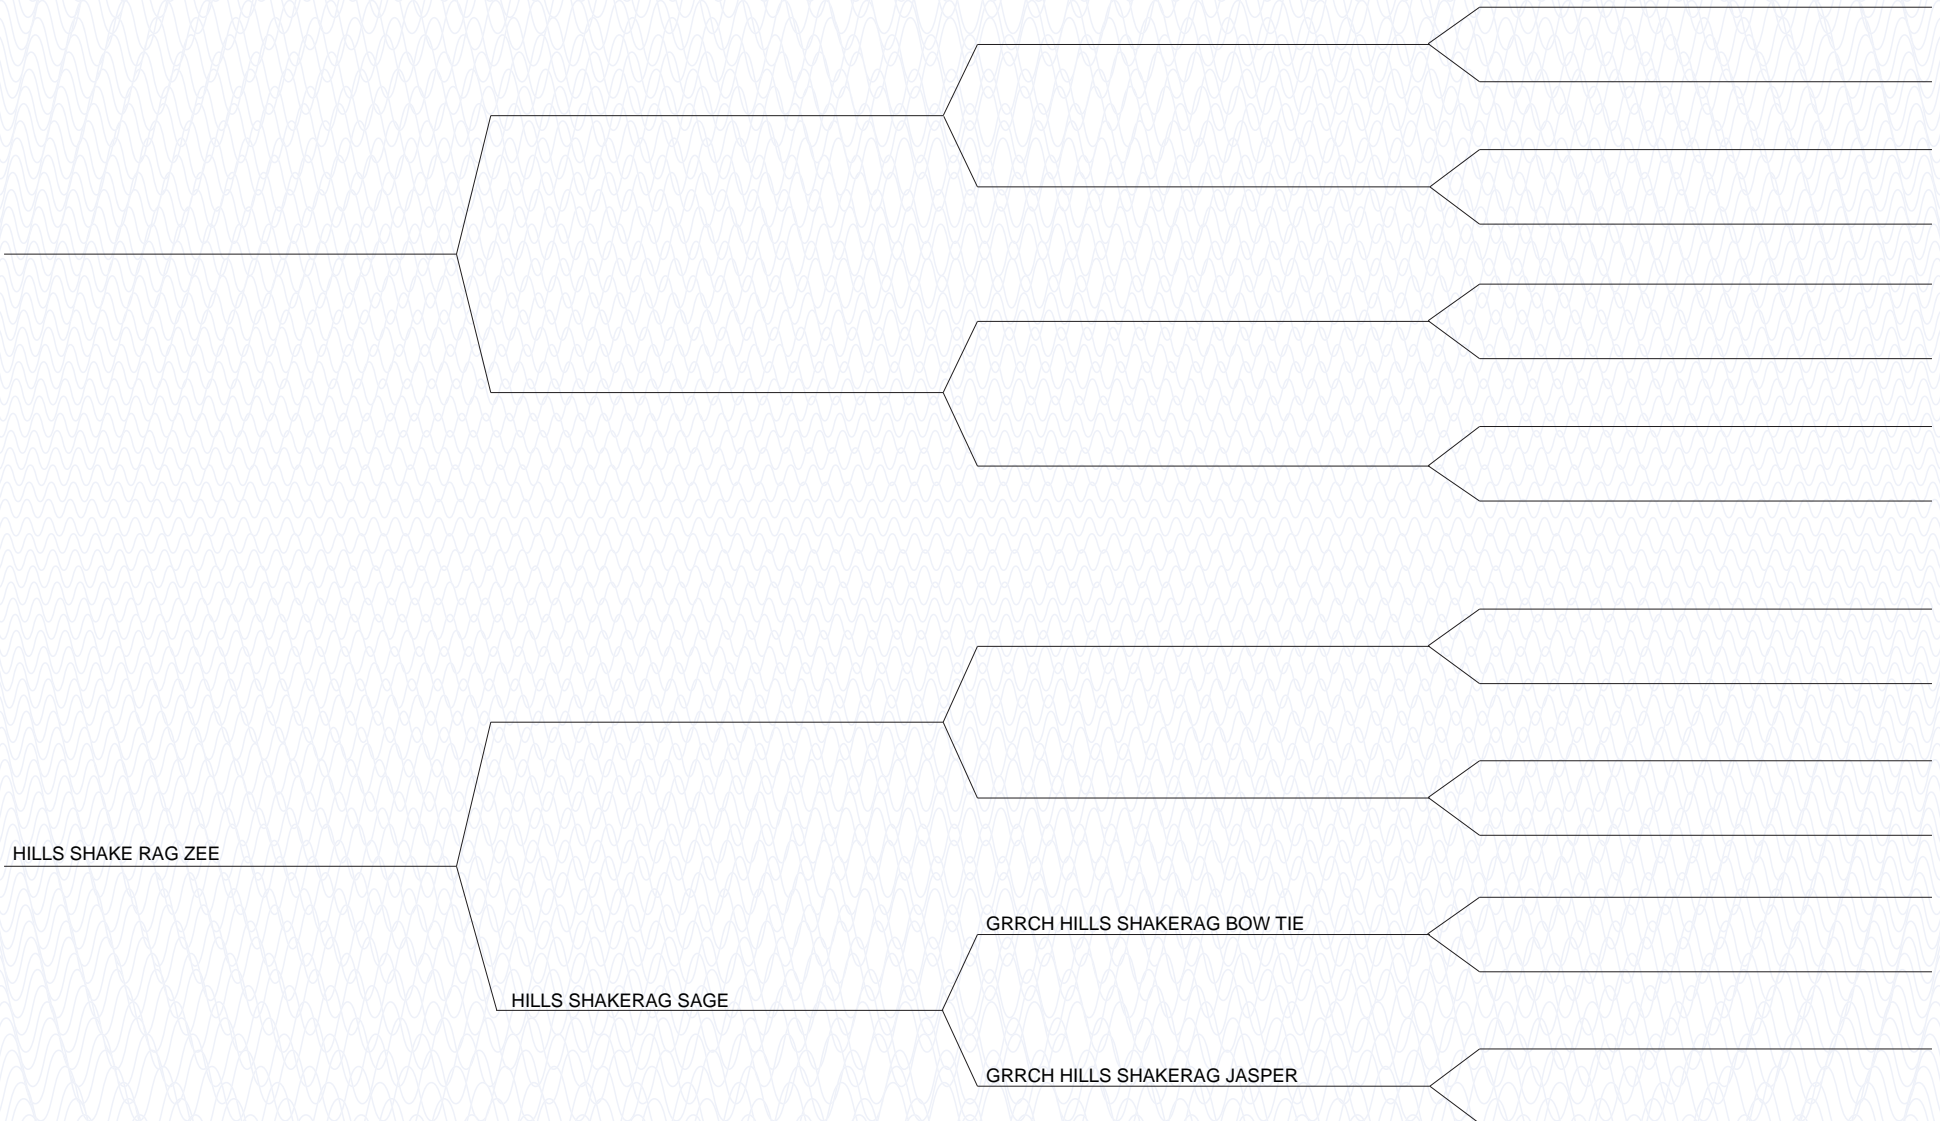 HILLS SHAKE RAG ZEE
GRRCH HILLS SHAKERAG BOW TIE
HILLS SHAKERAG SAGE
GRRCH HILLS SHAKERAG JASPER